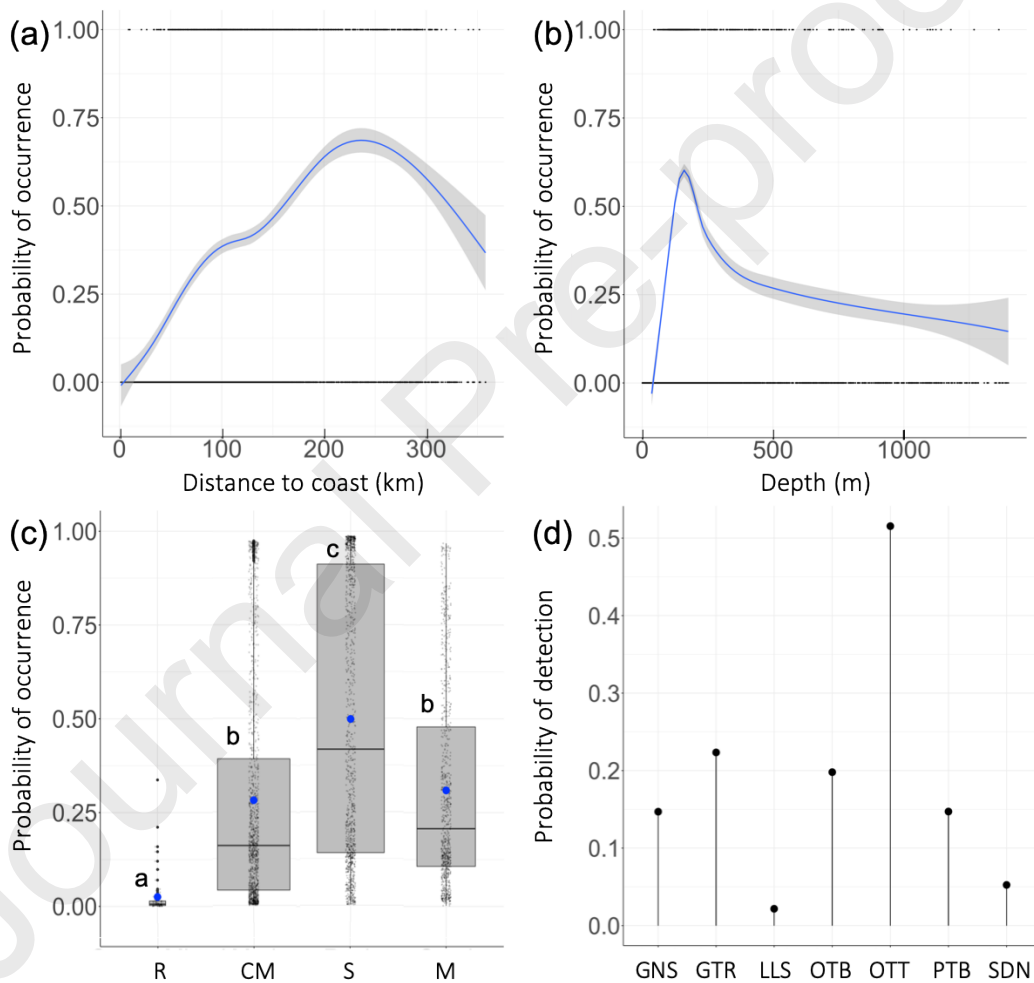 (a)
1.00
0.75
0.50
0.25
0.00
Probability of occurrence
0 100 200 300
Distance to coast (km)
(b)
1.00
0.75
0.50
0.25
0.00
Probability of occurrence
0 500 1000
Depth (m)
(c)
1.00
0.75
0.50
0.25
0.00
Probability of occurrence
a
b
c
b
R CM S M
(d)
0.5
0.4
0.3
0.2
0.1
0.0
Probability of detection
GNS GTR LLS OTB OTT PTB SDN
Journal Pre-proo